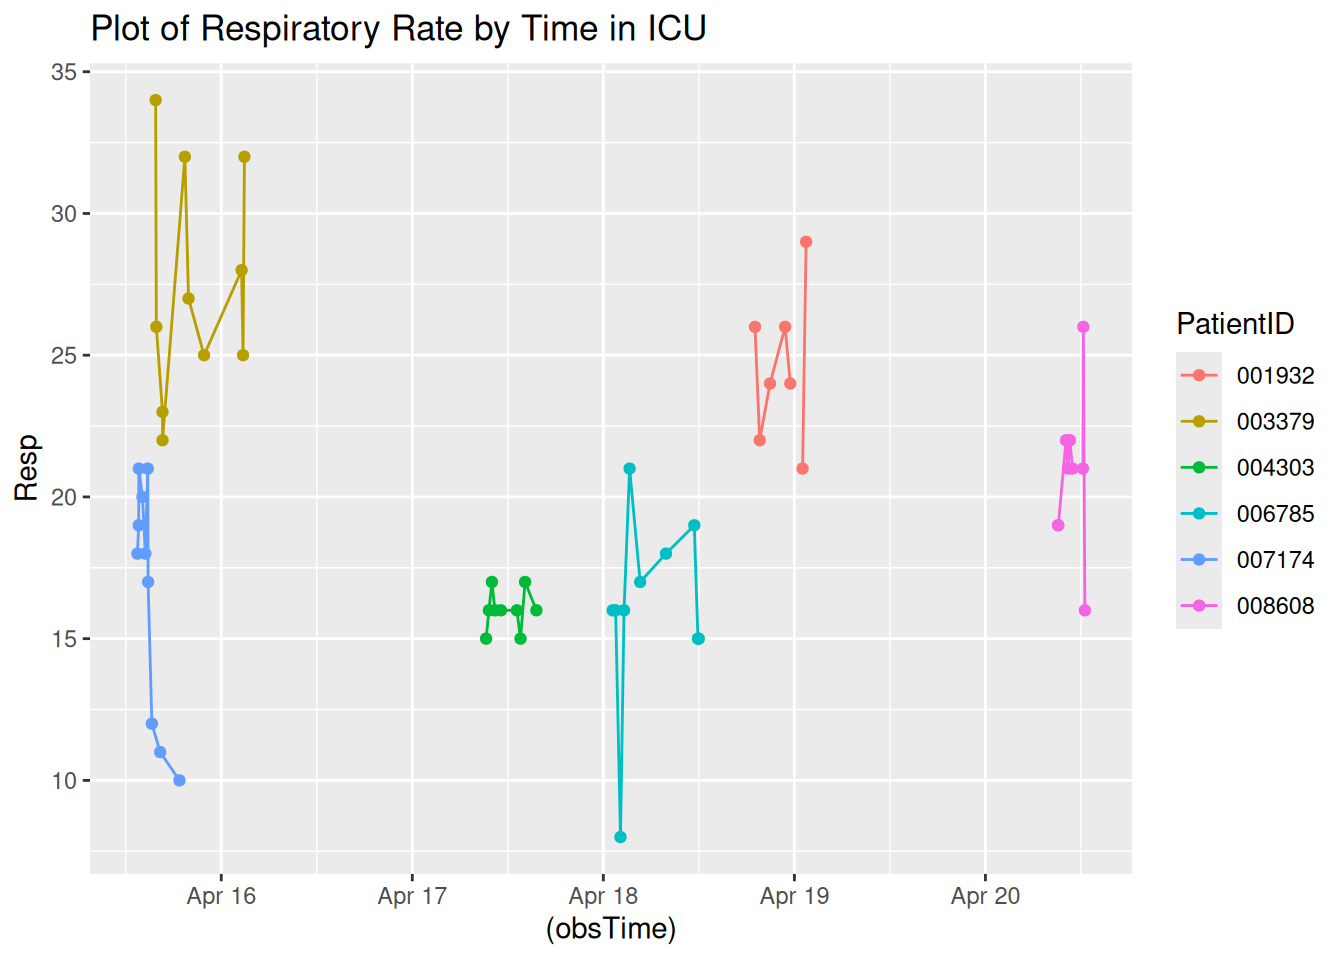 Plot of Respiratory Rate by Time in ICU
35
30
25
20
15
10
Resp
Apr 16
Apr 17
Apr 18
Apr 19
Apr 20
(obsTime)
PatientID
001932
003379
004303
006785
007174
008608